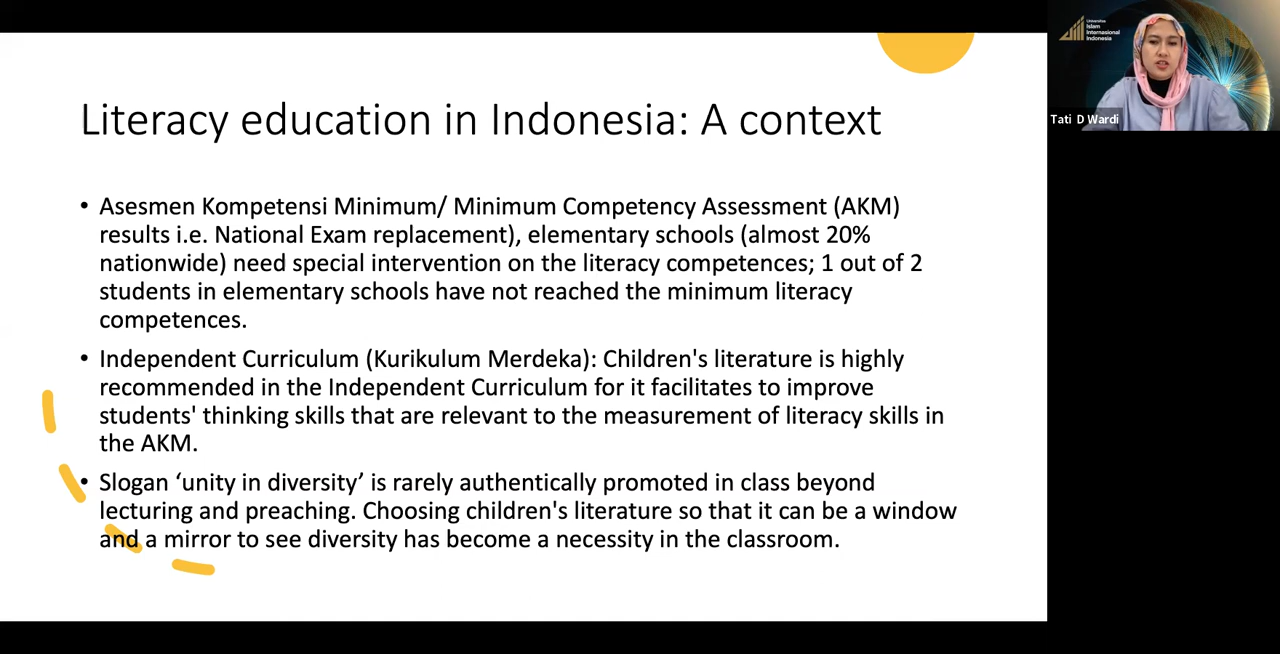 Literacy education in Indonesia: A context
• Asesmen Kompetensi Minimum/ Minimum Competency Assessment (AKM)
results i.e. National Exam replacement), elementary schools (almost 20%
nationwide) need special intervention on the literacy competences; 1 out of 2
students in elementary schools have not reached the minimum literacy
competences.
• Independent Curriculum (Kurikulum Merdeka): Children's literature is highly
recommended in the Independent Curriculum for it facilitates to improve
students' thinking skills that are relevant to the measurement of literacy skills in
the AKM.
• Slogan ‘unity in diversity’ is rarely authentically promoted in class beyond
lecturing and preaching. Choosing children's literature so that it can be a window
and a mirror to see diversity has become a necessity in the classroom.
Universitas
Islam
Internasional
Indonesia
Tati D Wardi